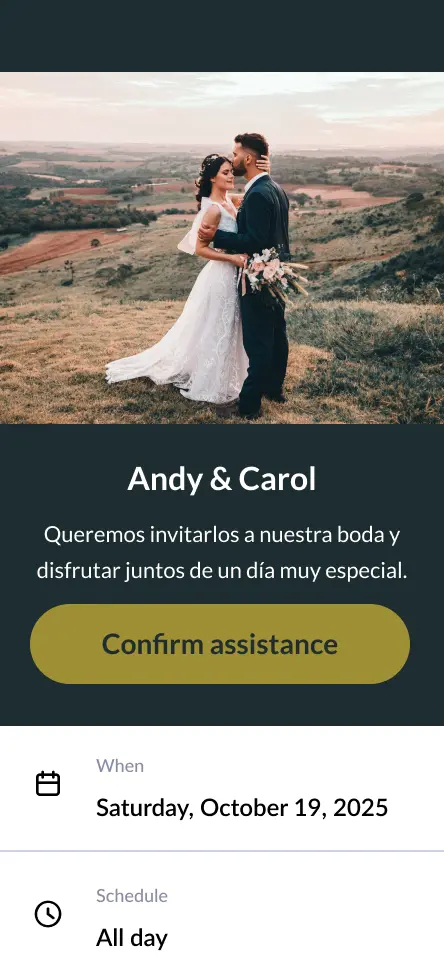 Andy & Carol
Queremos invitarlos a nuestra boda y
disfrutar juntos de un día muy especial.
Confirm assistance
When
Saturday, October 19, 2025
Schedule
All day